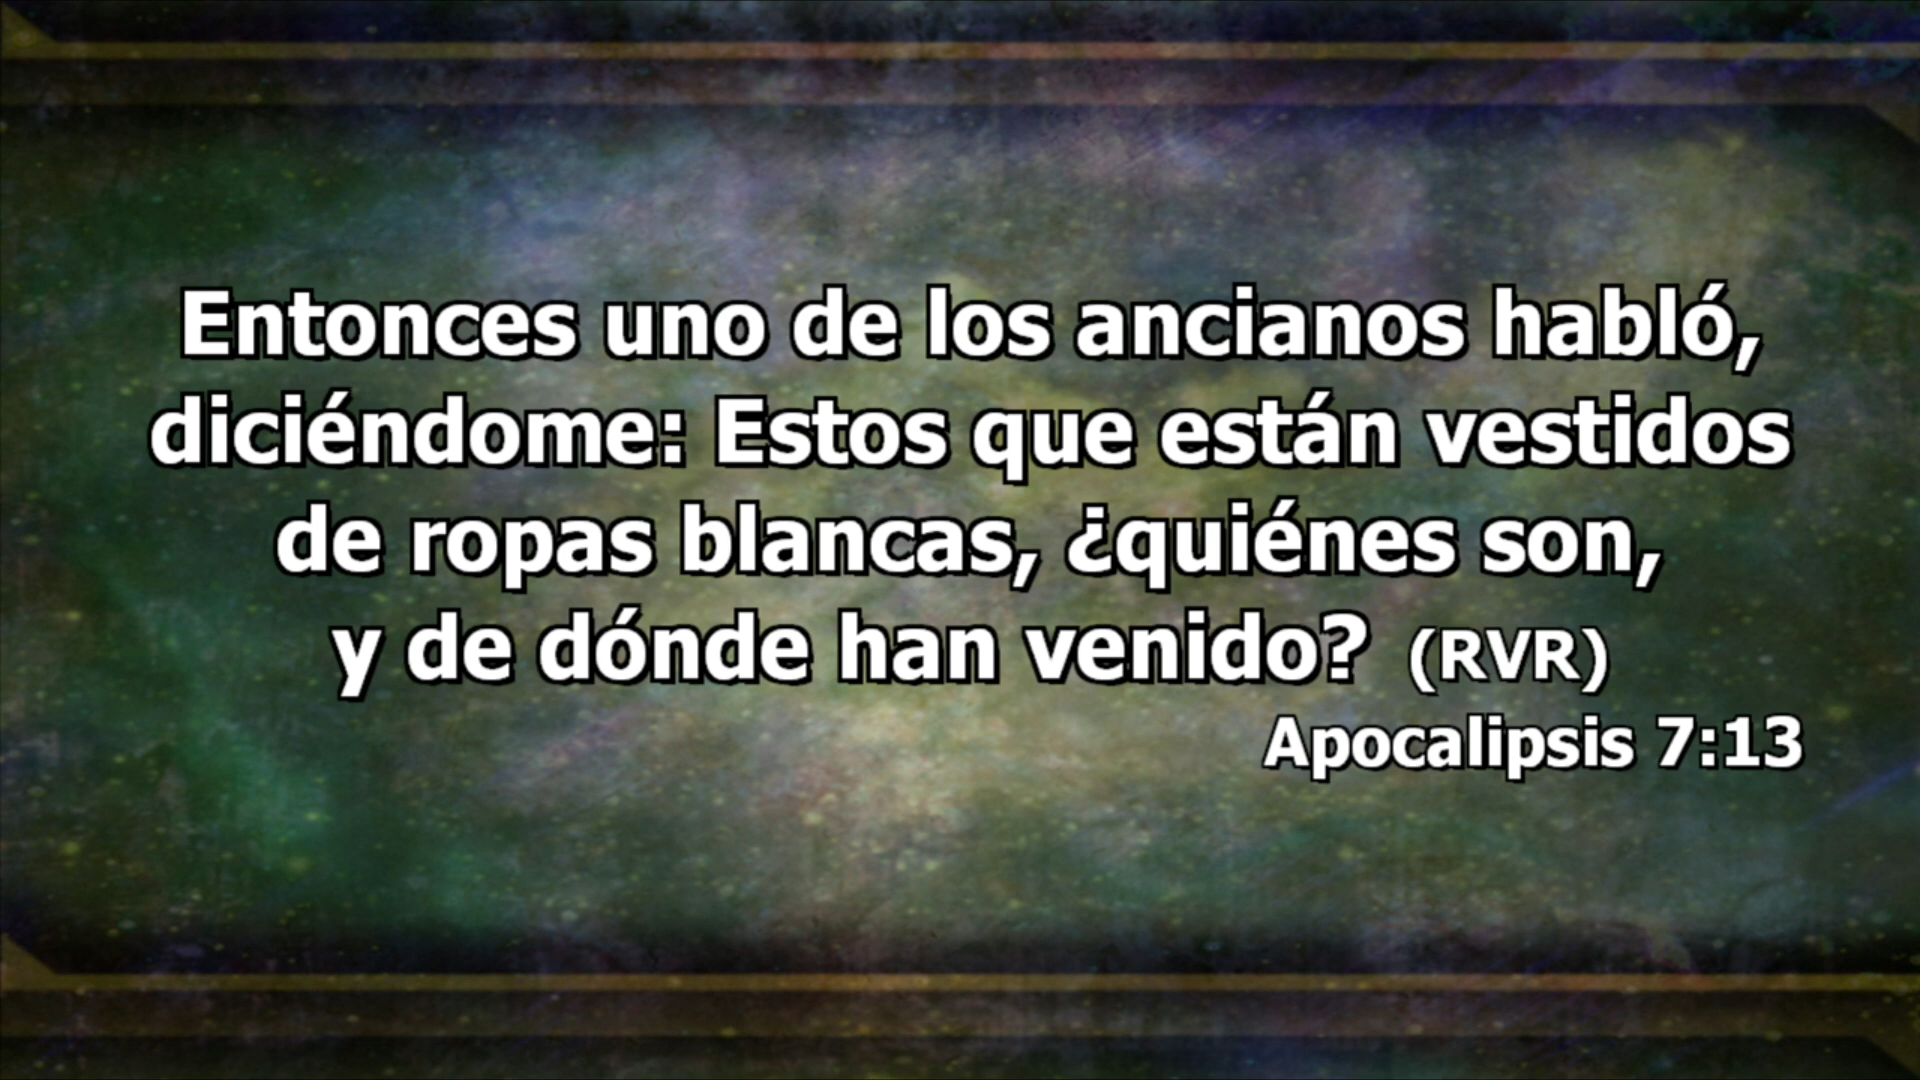 Entonces uno de los ancianos habló,
diciéndome: Estos que están vestidos
de ropas blancas, ¿quiénes son,
y de dónde han venido? (RVR)
Apocalipsis 7:13